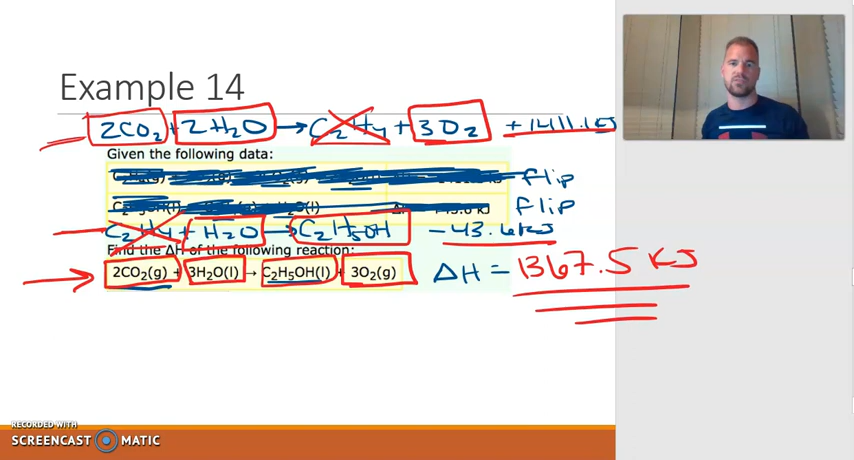 Example 14
2CO₂ + 2H₂O → C₂H₄ + 3O₂ +1411.1kJ
Given the following data:
flip
flip
C₂H₄ + H₂O → C₂H₅OH -43.6kJ
Find the ΔH of the following reaction:
2CO₂(g) + 3H₂O(l) → C₂H₅OH(l) + 3O₂(g) ΔH = 1367.5 KJ
RECORDED WITH
SCREENCAST MATIC